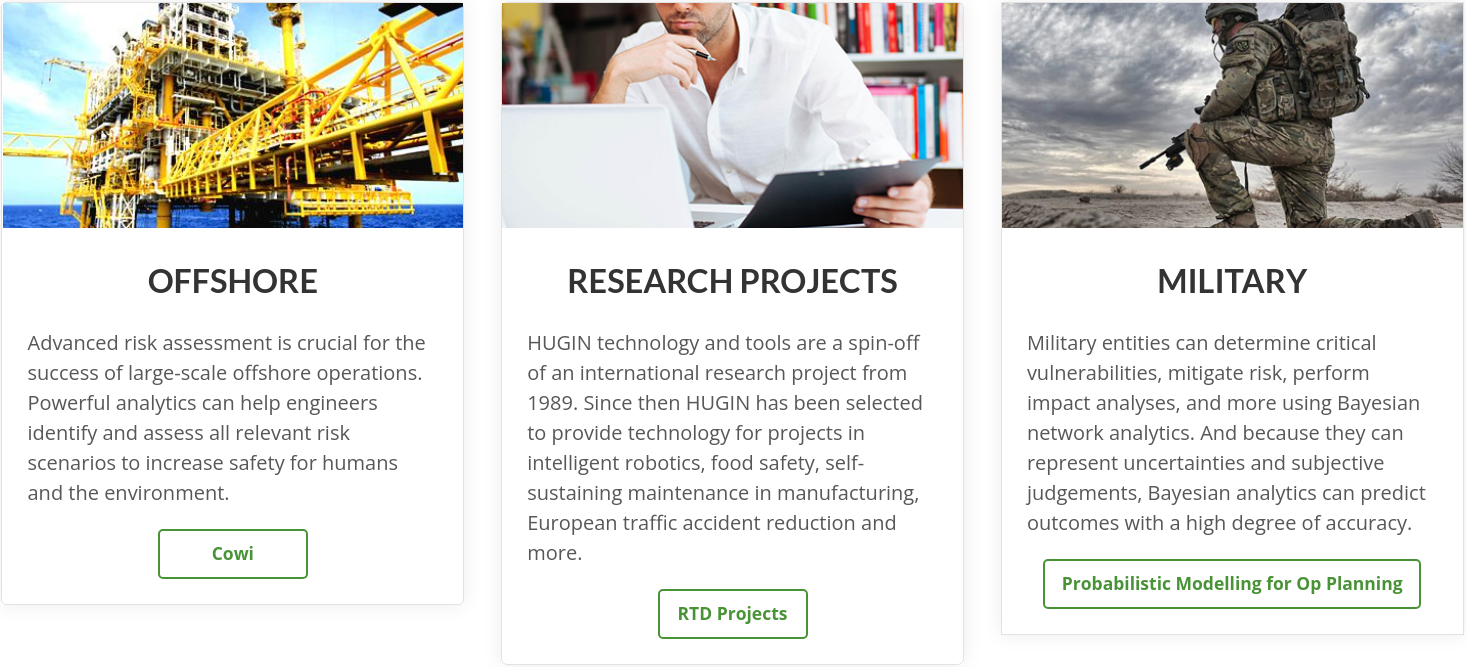 OFFSHORE
Advanced risk assessment is crucial for the
success of large-scale offshore operations.
Powerful analytics can help engineers
identify and assess all relevant risk
scenarios to increase safety for humans
and the environment.
Cowi
RESEARCH PROJECTS
HUGIN technology and tools are a spin-off
of an international research project from
1989. Since then HUGIN has been selected
to provide technology for projects in
intelligent robotics, food safety, self-
sustaining maintenance in manufacturing,
European traffic accident reduction and
more.
RTD Projects
MILITARY
Military entities can determine critical
vulnerabilities, mitigate risk, perform
impact analyses, and more using Bayesian
network analytics. And because they can
represent uncertainties and subjective
judgements, Bayesian analytics can predict
outcomes with a high degree of accuracy.
Probabilistic Modelling for Op Planning